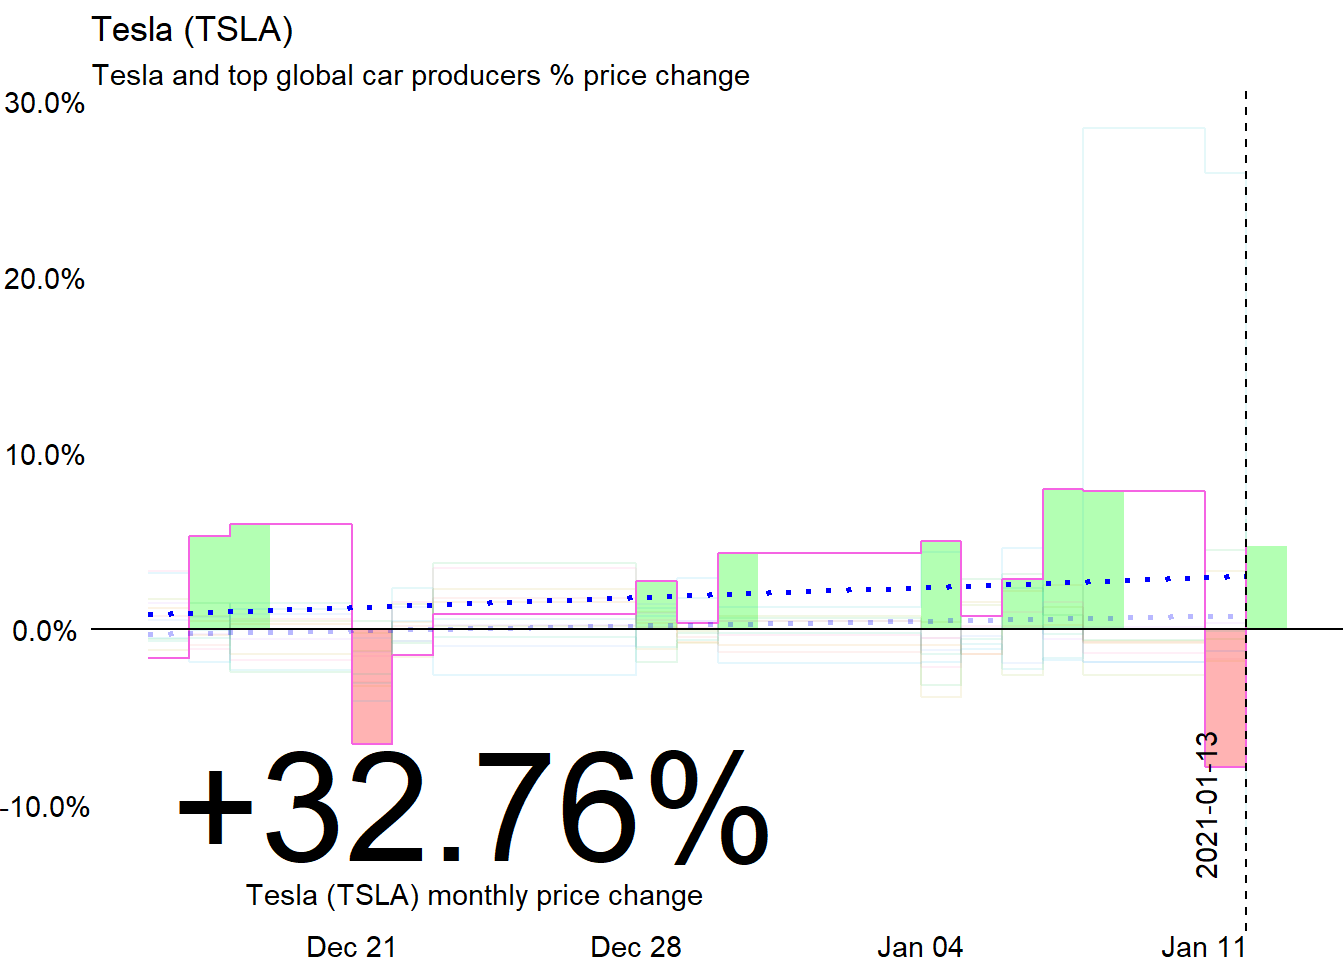 Tesla (TSLA)
Tesla and top global car producers % price change
30.0%
20.0%
10.0%
0.0%
-10.0%
+32.76%
Tesla (TSLA) monthly price change
2021-01-13
Dec 21
Dec 28
Jan 04
Jan 11